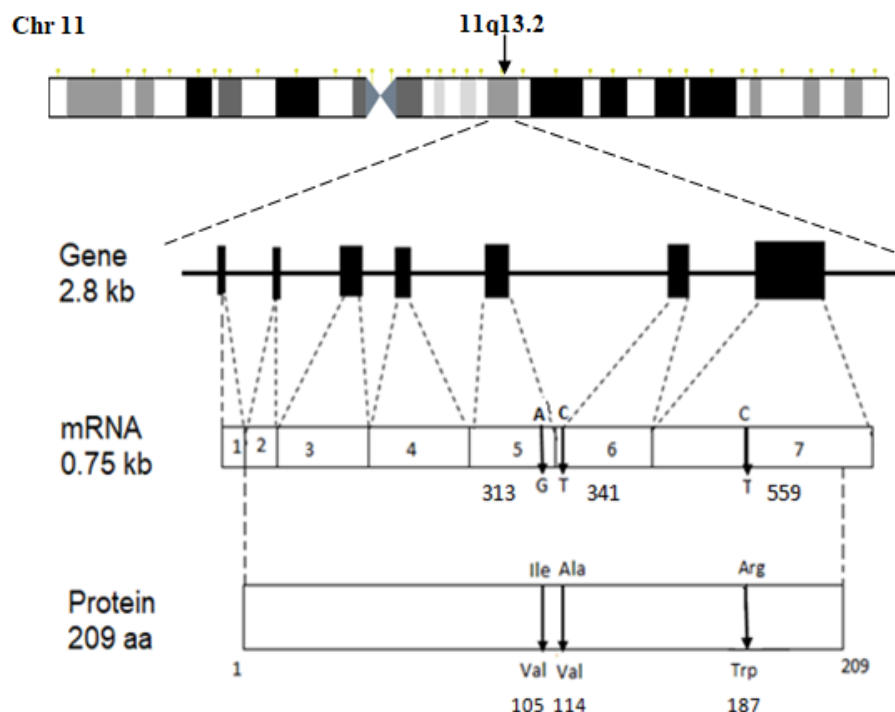 Chr 11
11q13.2
Gene
2.8 kb
A C C
mRNA
0.75 kb
1 2 3 4 5 6 7
G T T
313 341 559
Ile Ala Arg
Protein
209 aa
1 Val Val Trp 209
105 114 187